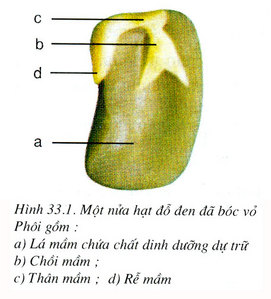 c
b
d
a
Hình 33.1. Một nửa hạt đỗ đen đã bóc vỏ
Phôi gồm :
a) Lá mầm chứa chất dinh dưỡng dự trữ
b) Chồi mầm ;
c) Thân mầm ; d) Rễ mầm